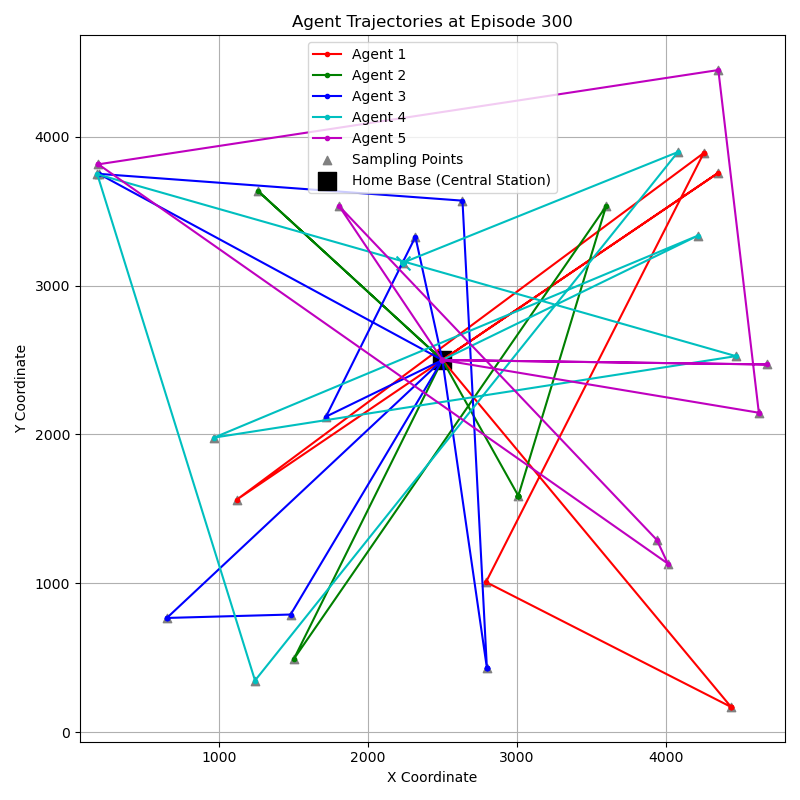 Agent Trajectories at Episode 300
Agent 1
Agent 2
Agent 3
Agent 4
Agent 5
Sampling Points
Home Base (Central Station)
Y Coordinate
4000
3000
2000
1000
0
1000
2000
3000
4000
X Coordinate